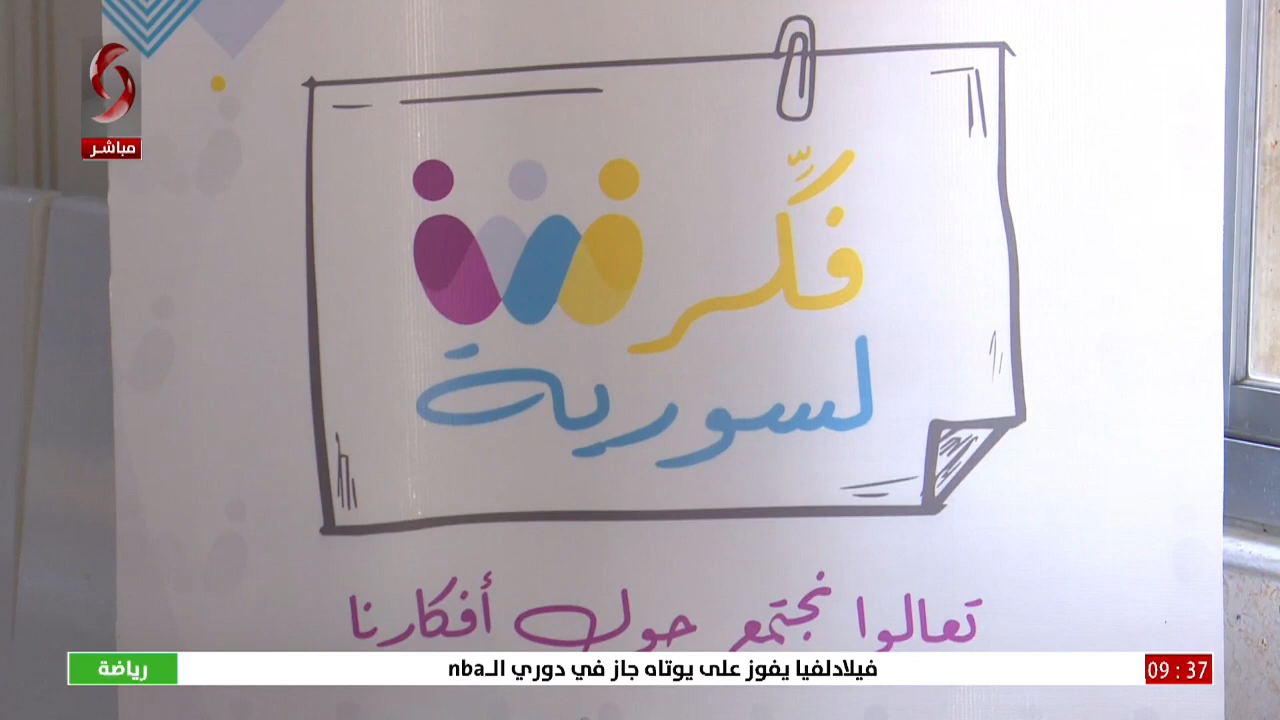 مباشر
فكِّر
لسورية
تعالوا نجتمع حول أفكارنا
رياضة
فيلادلفيا يفوز على يوتاه جاز في دوري الـnba
09 : 37